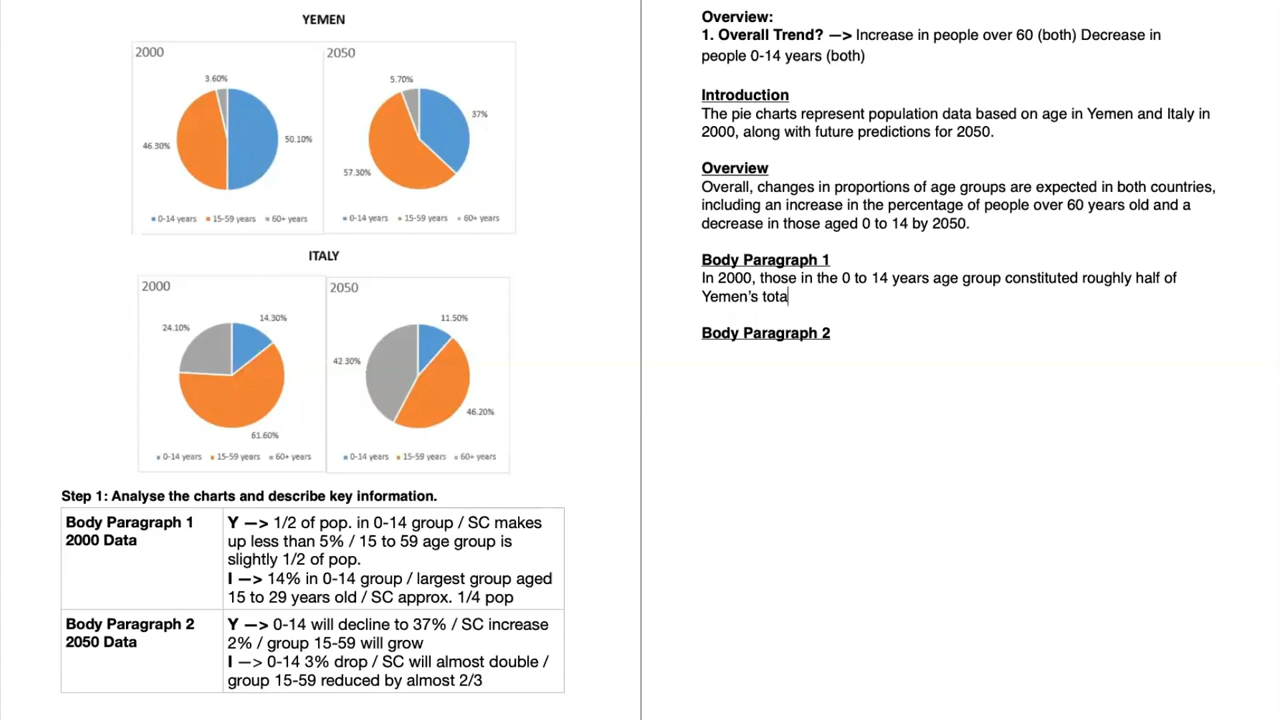 YEMEN
2000
3.60%
46.30%
50.10%
0-14 years 15-59 years 60+ years
2050
5.70%
37%
57.30%
0-14 years 15-59 years 60+ years
ITALY
2000
14.30%
24.10%
61.60%
0-14 years 15-59 years 60+ years
2050
11.50%
42.30%
46.20%
0-14 years 15-59 years 60+ years
Step 1: Analyse the charts and describe key information.
Body Paragraph 1
2000 Data
Y —> 1/2 of pop. in 0-14 group / SC makes
up less than 5% / 15 to 59 age group is
slightly 1/2 of pop.
I —> 14% in 0-14 group / largest group aged
15 to 29 years old / SC approx. 1/4 pop
Body Paragraph 2
2050 Data
Y —> 0-14 will decline to 37% / SC increase
2% / group 15-59 will grow
I —> 0-14 3% drop / SC will almost double /
group 15-59 reduced by almost 2/3
Overview:
1. Overall Trend? —> Increase in people over 60 (both) Decrease in
people 0-14 years (both)
Introduction
The pie charts represent population data based on age in Yemen and Italy in
2000, along with future predictions for 2050.
Overview
Overall, changes in proportions of age groups are expected in both countries,
including an increase in the percentage of people over 60 years old and a
decrease in those aged 0 to 14 by 2050.
Body Paragraph 1
In 2000, those in the 0 to 14 years age group constituted roughly half of
Yemen’s tota
Body Paragraph 2